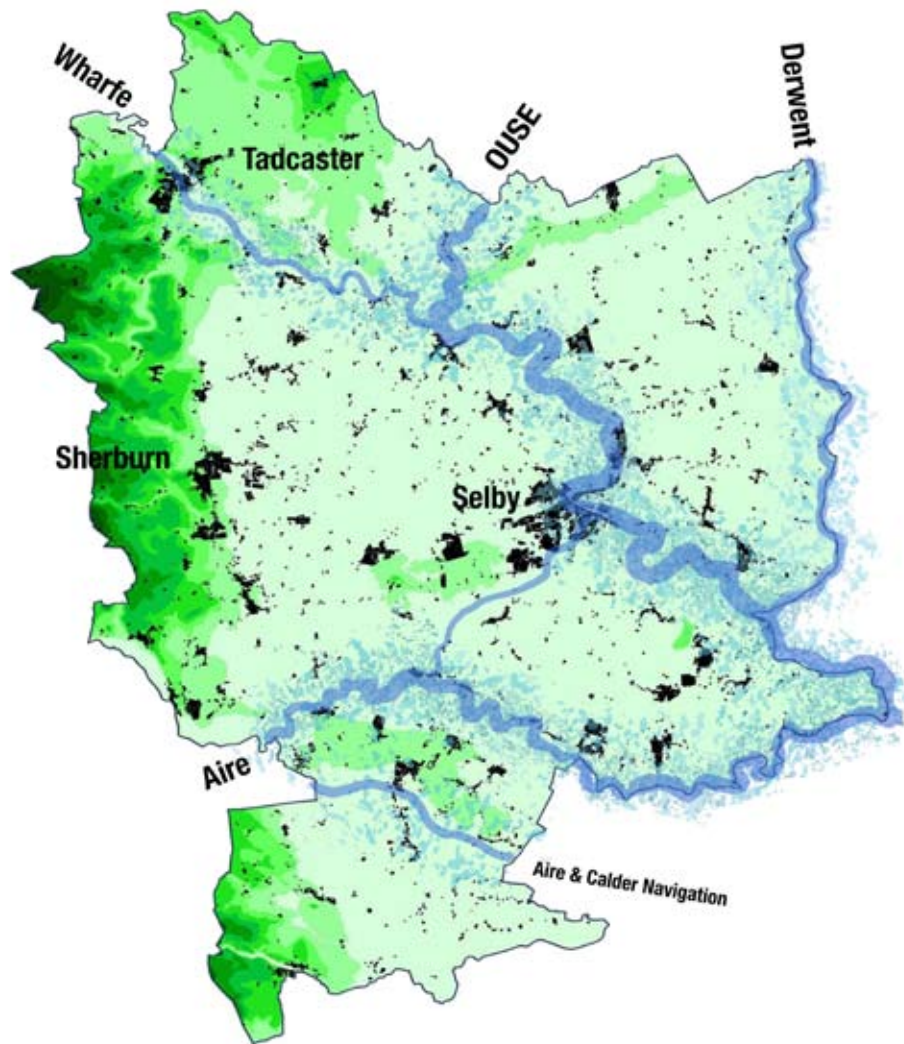 Wharfe
Derwent
OUSE
Tadcaster
Sherburn
Selby
Aire
Aire & Calder Navigation